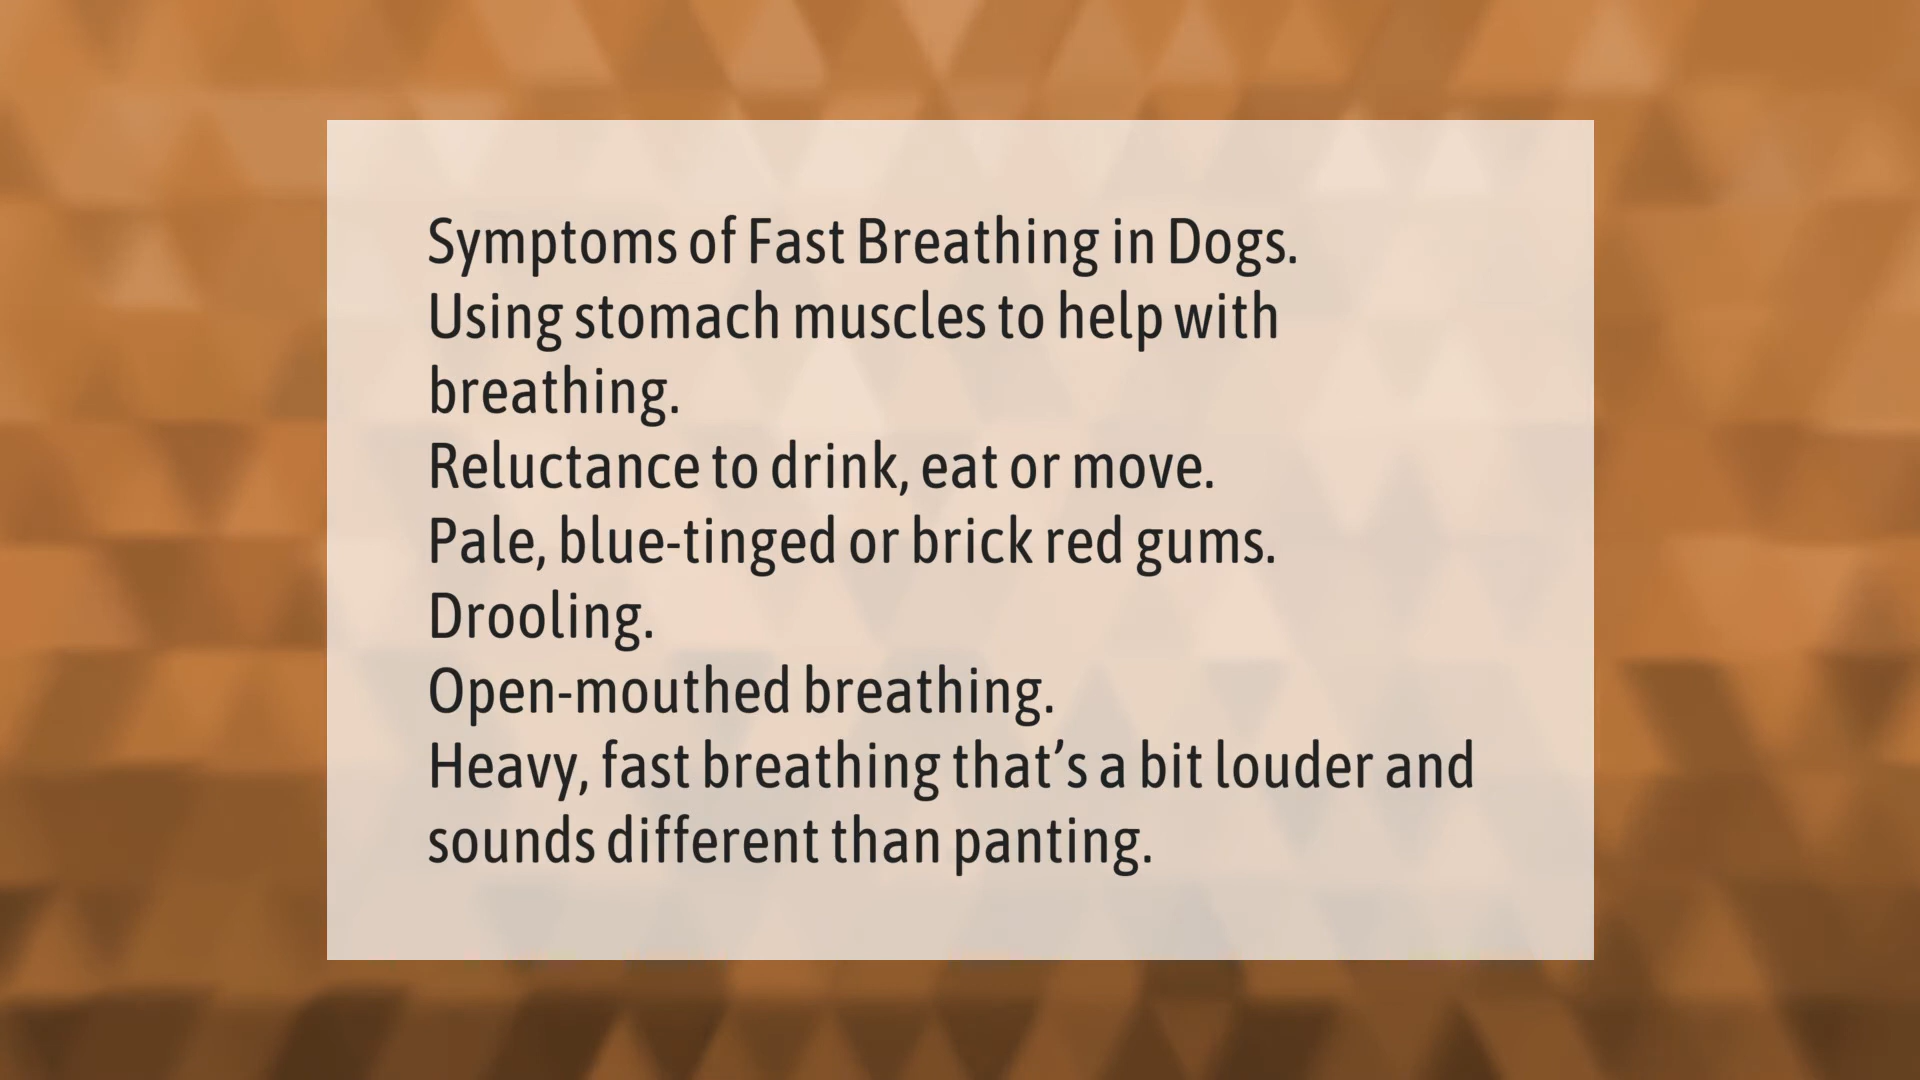 Symptoms of Fast Breathing in Dogs.
Using stomach muscles to help with
breathing.
Reluctance to drink, eat or move.
Pale, blue-tinged or brick red gums.
Drooling.
Open-mouthed breathing.
Heavy, fast breathing that’s a bit louder and
sounds different than panting.